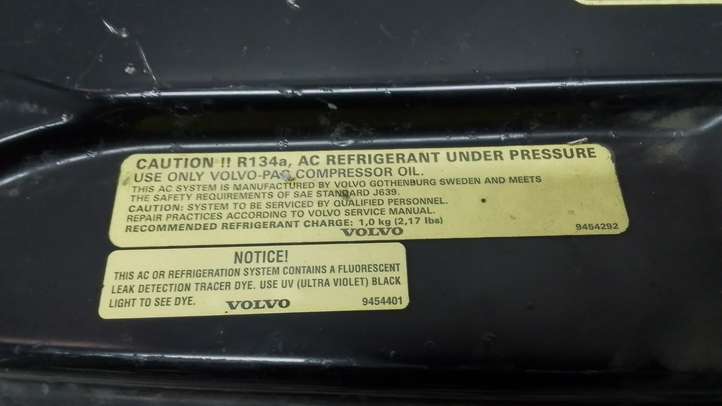 CAUTION !! R134a, AC REFRIGERANT UNDER PRESSURE
USE ONLY VOLVO-PAG COMPRESSOR OIL.
THIS AC SYSTEM IS MANUFACTURED BY VOLVO GOTHENBURG SWEDEN AND MEETS
THE SAFETY REQUIREMENTS OF SAE STANDARD J639.
CAUTION: SYSTEM TO BE SERVICED BY QUALIFIED PERSONNEL.
REPAIR PRACTICES ACCORDING TO VOLVO SERVICE MANUAL.
RECOMMENDED REFRIGERANT CHARGE: 1,0 kg (2,17 lbs)
VOLVO 9454292
NOTICE!
THIS AC OR REFRIGERATION SYSTEM CONTAINS A FLUORESCENT
LEAK DETECTION TRACER DYE. USE UV (ULTRA VIOLET) BLACK
LIGHT TO SEE DYE. VOLVO 9454401